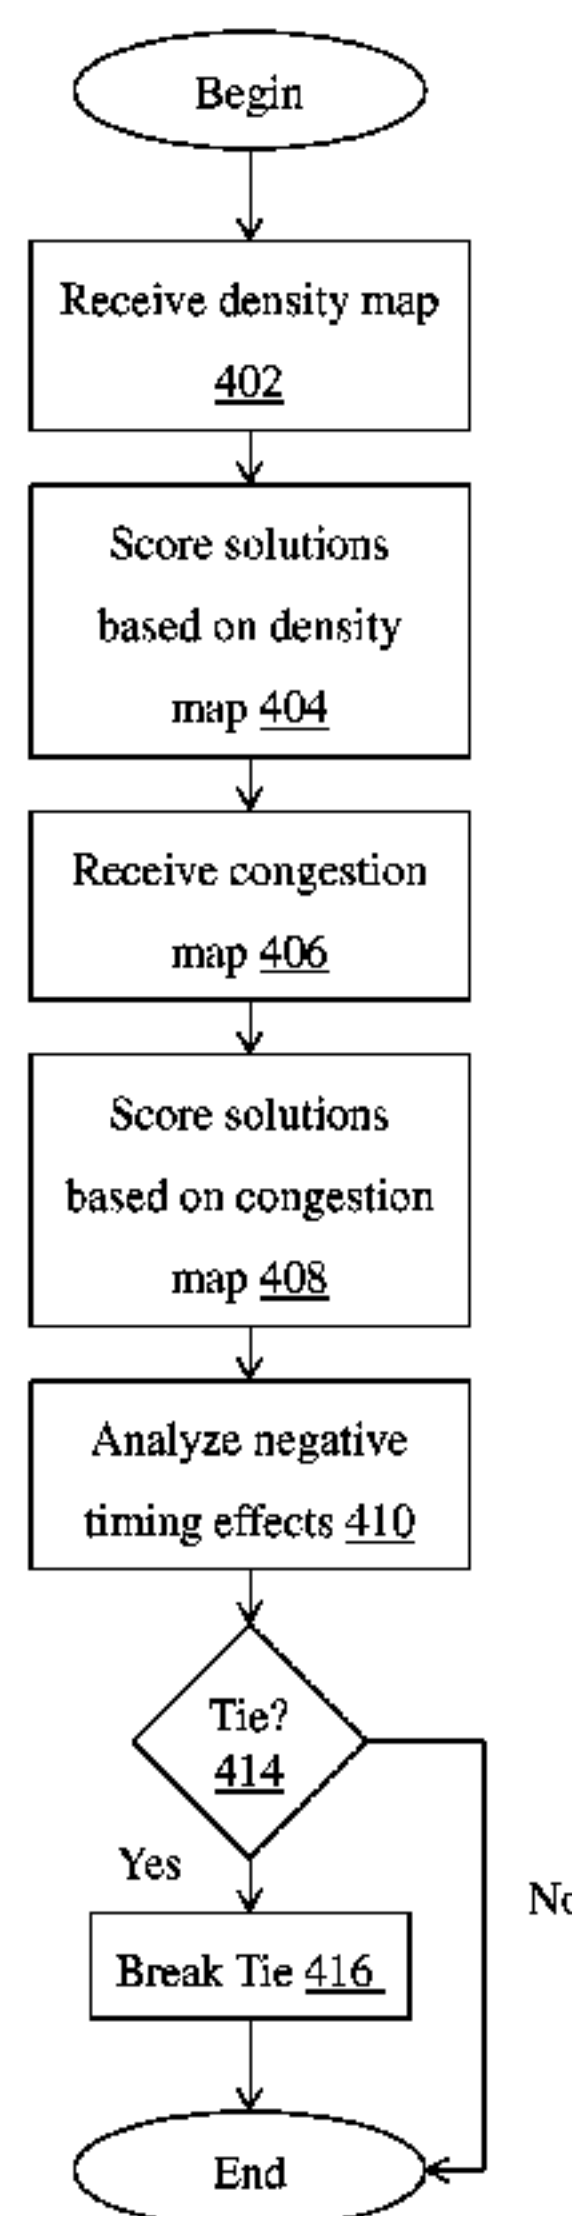 Begin
Receive density map
402
Score solutions
based on density
map 404
Receive congestion
map 406
Score solutions
based on congestion
map 408
Analyze negative
timing effects 410
Tie?
414
Yes
No
Break Tie 416
End